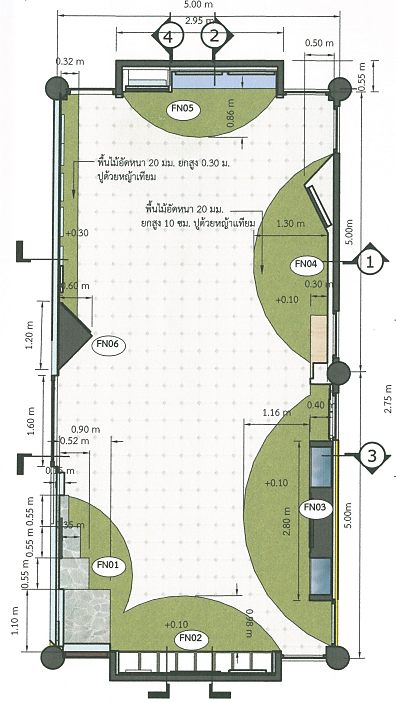 5.00 m
2.95 m
4
2
0.32 m
0.50 m
0.55 m
FN05
0.86 m
พื้นไม้อัดหนา 20 มม. ยกสูง 0.30 ม.
ปูด้วยหญ้าเทียม
พื้นไม้อัดหนา 20 มม.
ยกสูง 10 ซม. ปูด้วยหญ้าเทียม
+0.30
1.30 m
5.00m
FN04
1
0.60 m
+0.10
0.30 m
1.20 m
FN06
2.75 m
0.40 m
1.16 m
1.60 m
0.90 m
0.52 m
3
+0.10
0.55 m
FN03
2.80 m
5.00m
0.35 m
0.55 m
FN01
0.55 m
1.10 m
+0.10
0.68 m
FN02